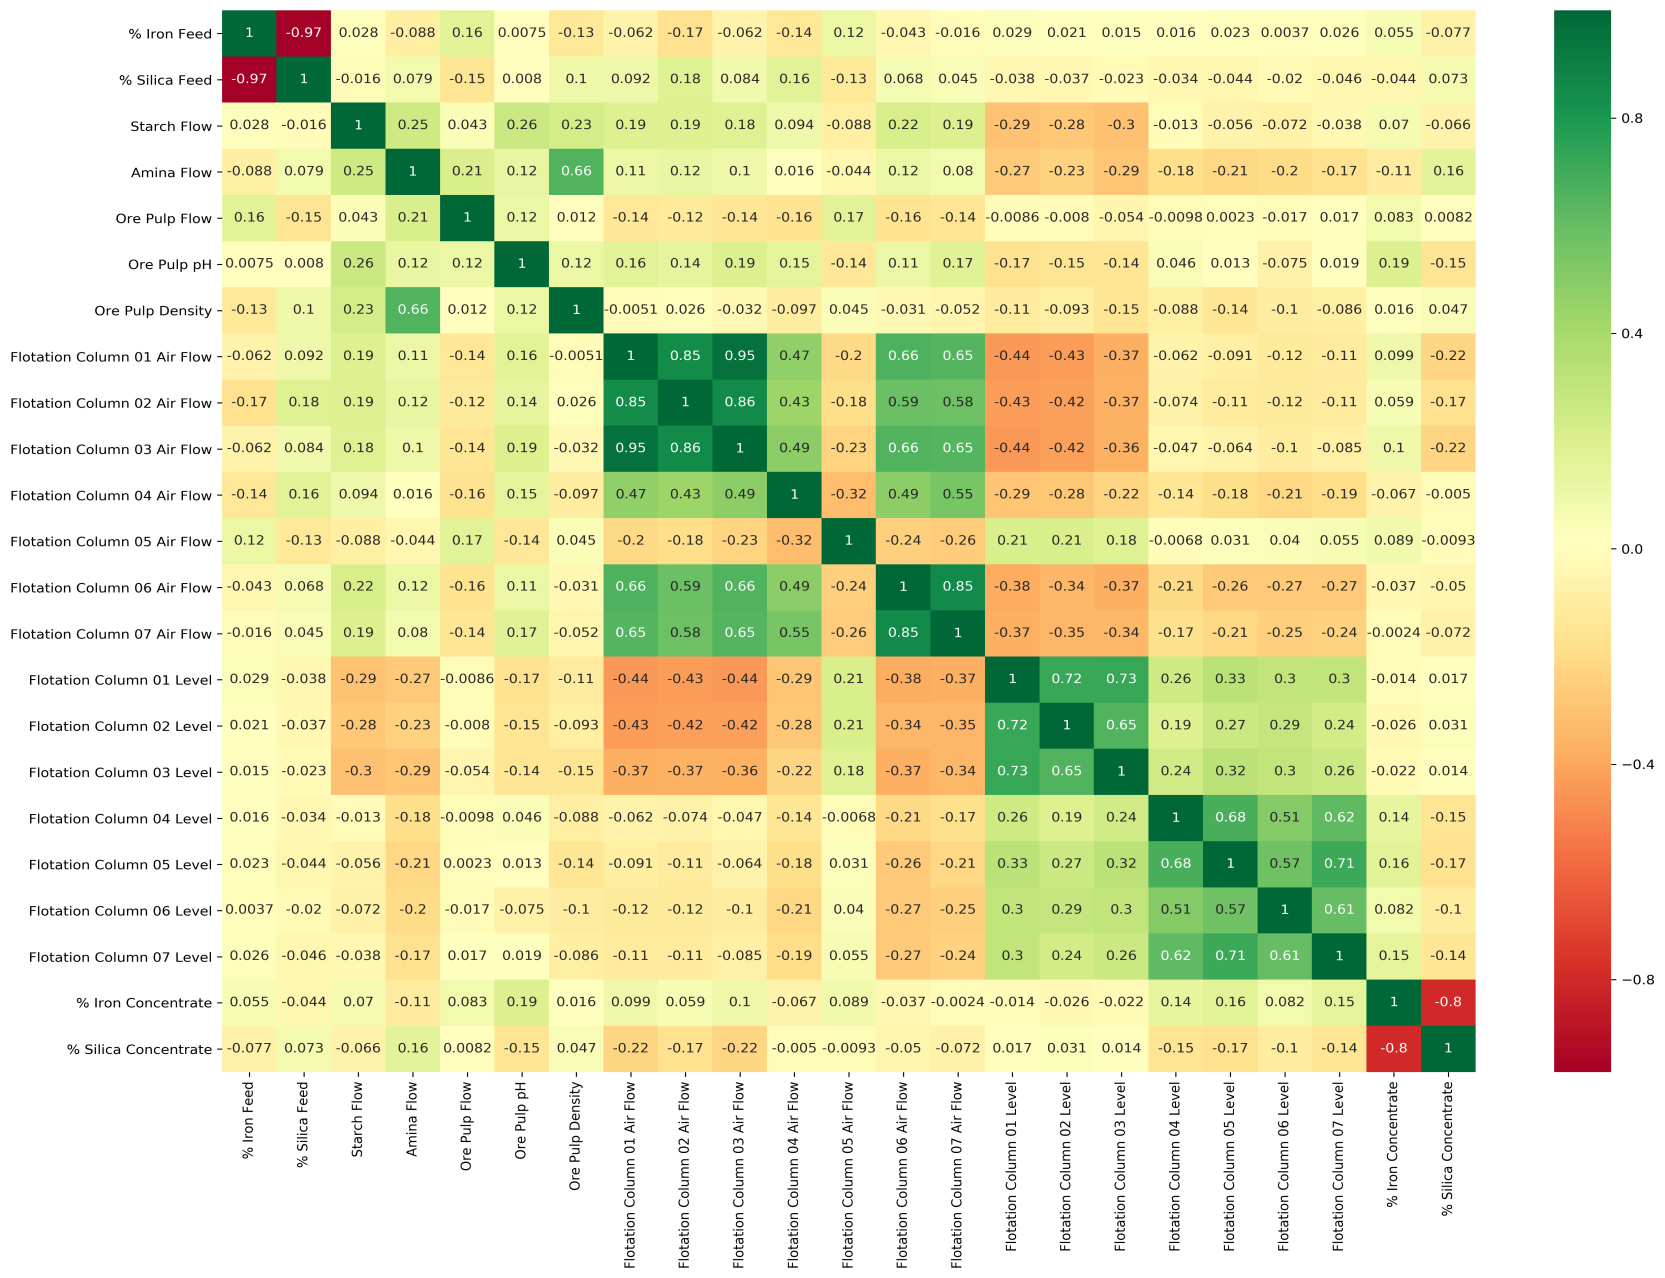 % Iron Feed 1 -0.97 0.028 -0.088 0.16 0.0075 -0.13 -0.062 -0.17 -0.062 -0.14 0.12 -0.043 -0.016 0.029 0.021 0.015 0.016 0.023 0.0037 0.026 0.055 -0.077
% Silica Feed -0.97 1 -0.016 0.079 -0.15 0.008 0.1 0.092 0.18 0.084 0.16 -0.13 0.068 0.045 -0.038 -0.037 -0.023 -0.034 -0.044 -0.02 -0.046 -0.044 0.073
0.8
Starch Flow 0.028 -0.016 1 0.25 0.043 0.26 0.23 0.19 0.19 0.18 0.094 -0.088 0.22 0.19 -0.29 -0.28 -0.3 -0.013 -0.056 -0.072 -0.038 0.07 -0.066
Amina Flow -0.088 0.079 0.25 1 0.21 0.12 0.66 0.11 0.12 0.1 0.016 -0.044 0.12 0.08 -0.27 -0.23 -0.29 -0.18 -0.21 -0.2 -0.17 -0.11 0.16
Ore Pulp Flow 0.16 -0.15 0.043 0.21 1 0.12 0.012 -0.14 -0.12 -0.14 -0.16 0.17 -0.16 -0.14 -0.0086 -0.008 -0.054 -0.0098 0.0023 -0.017 0.017 0.083 0.0082
Ore Pulp pH 0.0075 0.008 0.26 0.12 0.12 1 0.12 0.16 0.14 0.19 0.15 -0.14 0.11 0.17 -0.17 -0.15 -0.14 0.046 0.013 -0.075 0.019 0.19 -0.15
Ore Pulp Density -0.13 0.1 0.23 0.66 0.012 0.12 1 -0.0051 0.026 -0.032 -0.097 0.045 -0.031 -0.052 -0.11 -0.093 -0.15 -0.088 -0.14 -0.1 -0.086 0.016 0.047
0.4
Flotation Column 01 Air Flow -0.062 0.092 0.19 0.11 -0.14 0.16 -0.0051 1 0.85 0.95 0.47 -0.2 0.66 0.65 -0.44 -0.43 -0.37 -0.062 -0.091 -0.12 -0.11 0.099 -0.22
Flotation Column 02 Air Flow -0.17 0.18 0.19 0.12 -0.12 0.14 0.026 0.85 1 0.86 0.43 -0.18 0.59 0.58 -0.43 -0.42 -0.37 -0.074 -0.11 -0.12 -0.11 0.059 -0.17
Flotation Column 03 Air Flow -0.062 0.084 0.18 0.1 -0.14 0.19 -0.032 0.95 0.86 1 0.49 -0.23 0.66 0.65 -0.44 -0.42 -0.36 -0.047 -0.064 -0.1 -0.085 0.1 -0.22
Flotation Column 04 Air Flow -0.14 0.16 0.094 0.016 -0.16 0.15 -0.097 0.47 0.43 0.49 1 -0.32 0.49 0.55 -0.29 -0.28 -0.22 -0.14 -0.18 -0.21 -0.19 -0.067 -0.005
Flotation Column 05 Air Flow 0.12 -0.13 -0.088 -0.044 0.17 -0.14 0.045 -0.2 -0.18 -0.23 -0.32 1 -0.24 -0.26 0.21 0.21 0.18 -0.0068 0.031 0.04 0.055 0.089 -0.0093
0.0
Flotation Column 06 Air Flow -0.043 0.068 0.22 0.12 -0.16 0.11 -0.031 0.66 0.59 0.66 0.49 -0.24 1 0.85 -0.38 -0.34 -0.37 -0.21 -0.26 -0.27 -0.27 -0.037 -0.05
Flotation Column 07 Air Flow -0.016 0.045 0.19 0.08 -0.14 0.17 -0.052 0.65 0.58 0.65 0.55 -0.26 0.85 1 -0.37 -0.35 -0.34 -0.17 -0.21 -0.25 -0.24 -0.0024 -0.072
Flotation Column 01 Level 0.029 -0.038 -0.29 -0.27 -0.0086 -0.17 -0.11 -0.44 -0.43 -0.44 -0.29 0.21 -0.38 -0.37 1 0.72 0.73 0.26 0.33 0.3 0.3 -0.014 0.017
Flotation Column 02 Level 0.021 -0.037 -0.28 -0.23 -0.008 -0.15 -0.093 -0.43 -0.42 -0.42 -0.28 0.21 -0.34 -0.35 0.72 1 0.65 0.19 0.27 0.29 0.24 -0.026 0.031
Flotation Column 03 Level 0.015 -0.023 -0.3 -0.29 -0.054 -0.14 -0.15 -0.37 -0.37 -0.36 -0.22 0.18 -0.37 -0.34 0.73 0.65 1 0.24 0.32 0.3 0.26 -0.022 0.014
−0.4
Flotation Column 04 Level 0.016 -0.034 -0.013 -0.18 -0.0098 0.046 -0.088 -0.062 -0.074 -0.047 -0.14 -0.0068 -0.21 -0.17 0.26 0.19 0.24 1 0.68 0.51 0.62 0.14 -0.15
Flotation Column 05 Level 0.023 -0.044 -0.056 -0.21 0.0023 0.013 -0.14 -0.091 -0.11 -0.064 -0.18 0.031 -0.26 -0.21 0.33 0.27 0.32 0.68 1 0.57 0.71 0.16 -0.17
Flotation Column 06 Level 0.0037 -0.02 -0.072 -0.2 -0.017 -0.075 -0.1 -0.12 -0.12 -0.1 -0.21 0.04 -0.27 -0.25 0.3 0.29 0.3 0.51 0.57 1 0.61 0.082 -0.1
Flotation Column 07 Level 0.026 -0.046 -0.038 -0.17 0.017 0.019 -0.086 -0.11 -0.11 -0.085 -0.19 0.055 -0.27 -0.24 0.3 0.24 0.26 0.62 0.71 0.61 1 0.15 -0.14
−0.8
% Iron Concentrate 0.055 -0.044 0.07 -0.11 0.083 0.19 0.016 0.099 0.059 0.1 -0.067 0.089 -0.037 -0.0024 -0.014 -0.026 -0.022 0.14 0.16 0.082 0.15 1 -0.8
% Silica Concentrate -0.077 0.073 -0.066 0.16 0.0082 -0.15 0.047 -0.22 -0.17 -0.22 -0.005 -0.0093 -0.05 -0.072 0.017 0.031 0.014 -0.15 -0.17 -0.1 -0.14 -0.8 1
% Iron Feed
% Silica Feed
Starch Flow
Amina Flow
Ore Pulp Flow
Ore Pulp pH
Ore Pulp Density
Flotation Column 01 Air Flow
Flotation Column 02 Air Flow
Flotation Column 03 Air Flow
Flotation Column 04 Air Flow
Flotation Column 05 Air Flow
Flotation Column 06 Air Flow
Flotation Column 07 Air Flow
Flotation Column 01 Level
Flotation Column 02 Level
Flotation Column 03 Level
Flotation Column 04 Level
Flotation Column 05 Level
Flotation Column 06 Level
Flotation Column 07 Level
% Iron Concentrate
% Silica Concentrate